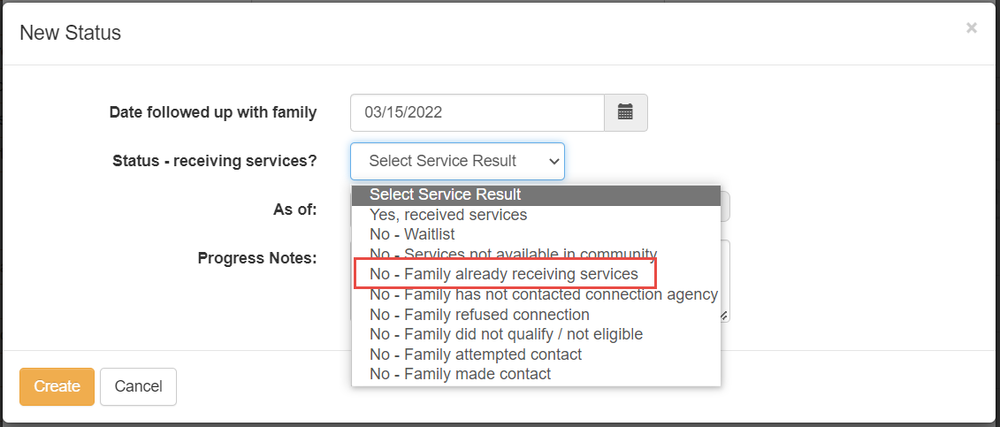 New Status
×
Date followed up with family 03/15/2022
Status - receiving services? Select Service Result
Select Service Result
Yes, received services
As of:
No - Waitlist
No - Services not available in community
Progress Notes:
No - Family already receiving services
No - Family has not contacted connection agency
No - Family refused connection
No - Family did not qualify / not eligible
No - Family attempted contact
No - Family made contact
Create Cancel